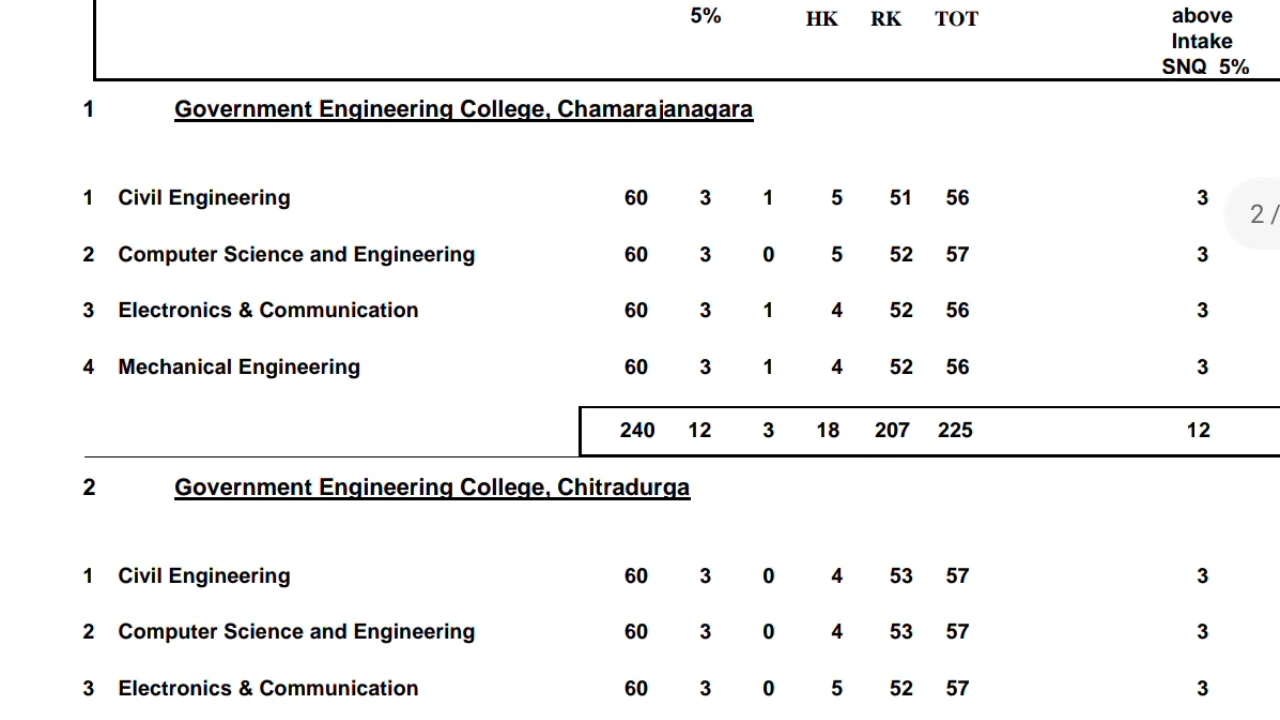 5% HK RK TOT above
Intake
SNQ 5%
1 Government Engineering College, Chamarajanagara
1 Civil Engineering 60 3 1 5 51 56 3
2 /
2 Computer Science and Engineering 60 3 0 5 52 57 3
3 Electronics & Communication 60 3 1 4 52 56 3
4 Mechanical Engineering 60 3 1 4 52 56 3
240 12 3 18 207 225 12
2 Government Engineering College, Chitradurga
1 Civil Engineering 60 3 0 4 53 57 3
2 Computer Science and Engineering 60 3 0 4 53 57 3
3 Electronics & Communication 60 3 0 5 52 57 3